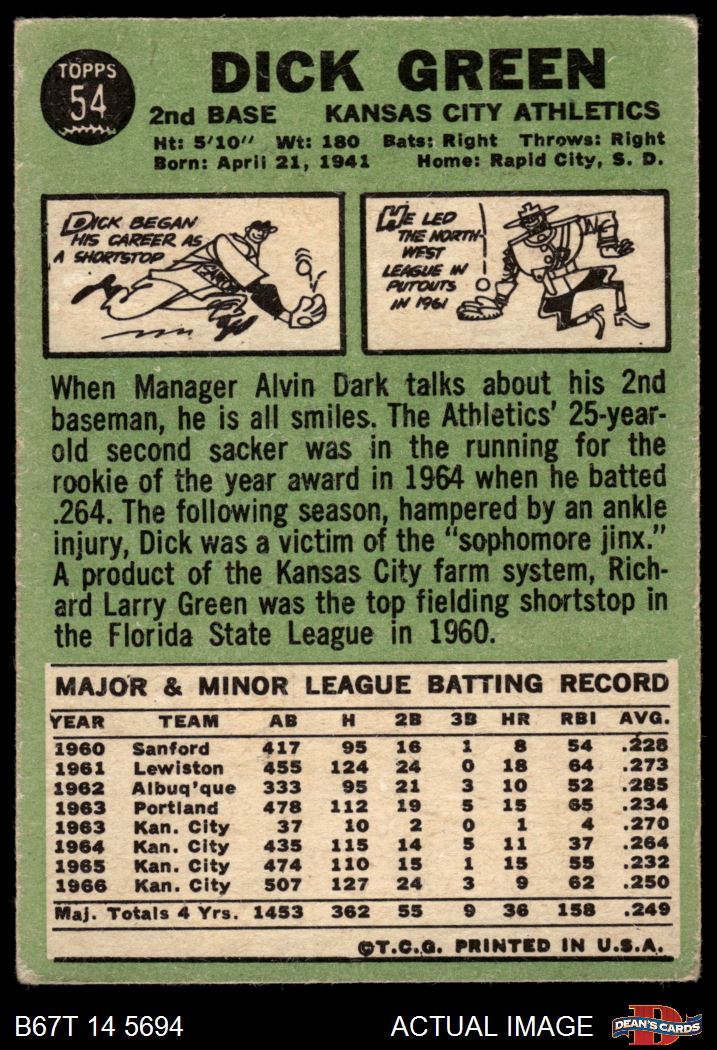 TOPPS
54
DICK GREEN
2nd BASE KANSAS CITY ATHLETICS
Ht: 5'10" Wt: 180 Bats: Right Throws: Right
Born: April 21, 1941 Home: Rapid City, S. D.
DICK BEGAN
HIS CAREER AS
A SHORTSTOP
HE LED
THE NORTH-
WEST
LEAGUE IN
PUTOUTS
IN 1961
When Manager Alvin Dark talks about his 2nd
baseman, he is all smiles. The Athletics' 25-year-
old second sacker was in the running for the
rookie of the year award in 1964 when he batted
.264. The following season, hampered by an ankle
injury, Dick was a victim of the "sophomore jinx."
A product of the Kansas City farm system, Rich-
ard Larry Green was the top fielding shortstop in
the Florida State League in 1960.
MAJOR & MINOR LEAGUE BATTING RECORD
YEAR TEAM AB H 2B 3B HR RBI AVG.
1960 Sanford 417 95 16 1 8 54 .228
1961 Lewiston 455 124 24 0 18 64 .273
1962 Albuq'que 333 95 21 3 10 52 .285
1963 Portland 478 112 19 5 15 65 .234
1963 Kan. City 37 10 2 0 1 4 .270
1964 Kan. City 435 115 14 5 11 37 .264
1965 Kan. City 474 110 15 1 15 55 .232
1966 Kan. City 507 127 24 3 9 62 .250
Maj. Totals 4 Yrs. 1453 362 55 9 36 158 .249
©T.C.G. PRINTED IN U.S.A.
B67T 14 5694 ACTUAL IMAGE
DEAN'S CARDS